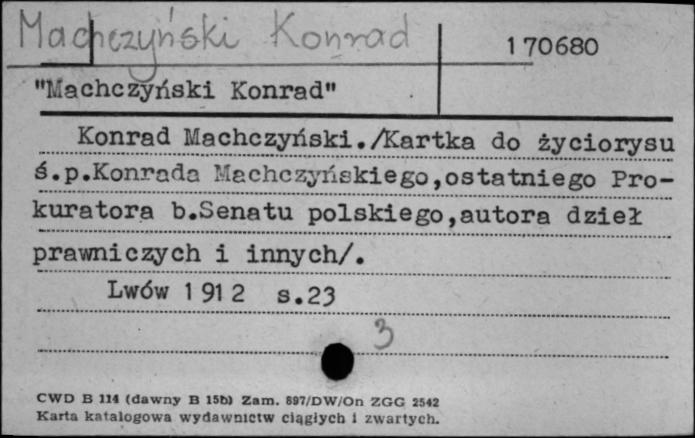 Machczyński Konrad
170680
"Machczyński Konrad"
Konrad Machczyński./Kartka do życiorysu
ś.p.Konrada Machczyńskiego,ostatniego Pro-
kuratora b.Senatu polskiego,autora dzieł
prawniczych i innych/.
Lwów 1912 s.23
3
CWD B 114 (dawny B 15b) Zam. 897/DW/On ZGG 2542
Karta katalogowa wydawnictw ciągłych i zwartych.